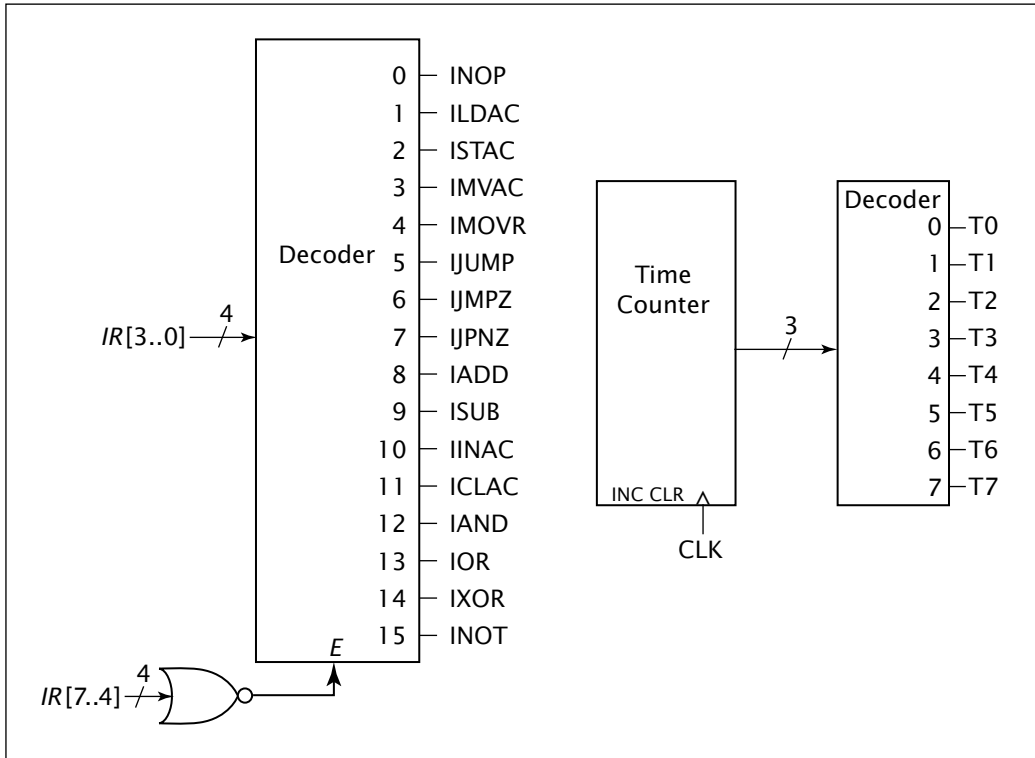 0 INOP
1 ILDAC
2 ISTAC
3 IMVAC
4 IMOVR
Decoder
5 IJUMP
6 IJMPZ
7 IJPNZ
8 IADD
9 ISUB
10 IINAC
11 ICLAC
12 IAND
13 IOR
14 IXOR
15 INOT
E
4
IR[3..0]
4
IR[7..4]
Time
Counter
INC CLR
CLK
3
Decoder
0 T0
1 T1
2 T2
3 T3
4 T4
5 T5
6 T6
7 T7